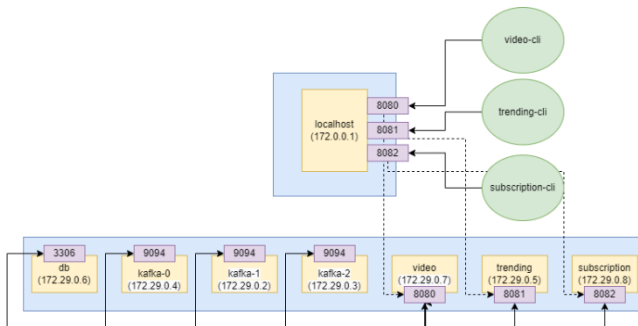 video-cli
8080
trending-cli
localhost
(172.0.0.1)
8081
8082
subscription-cli
3306
9094
9094
9094
db
(172.29.0.6)
kafka-0
(172.29.0.4)
kafka-1
(172.29.0.2)
kafka-2
(172.29.0.3)
video
(172.29.0.7)
trending
(172.29.0.5)
subscription
(172.29.0.8)
8080
8081
8082